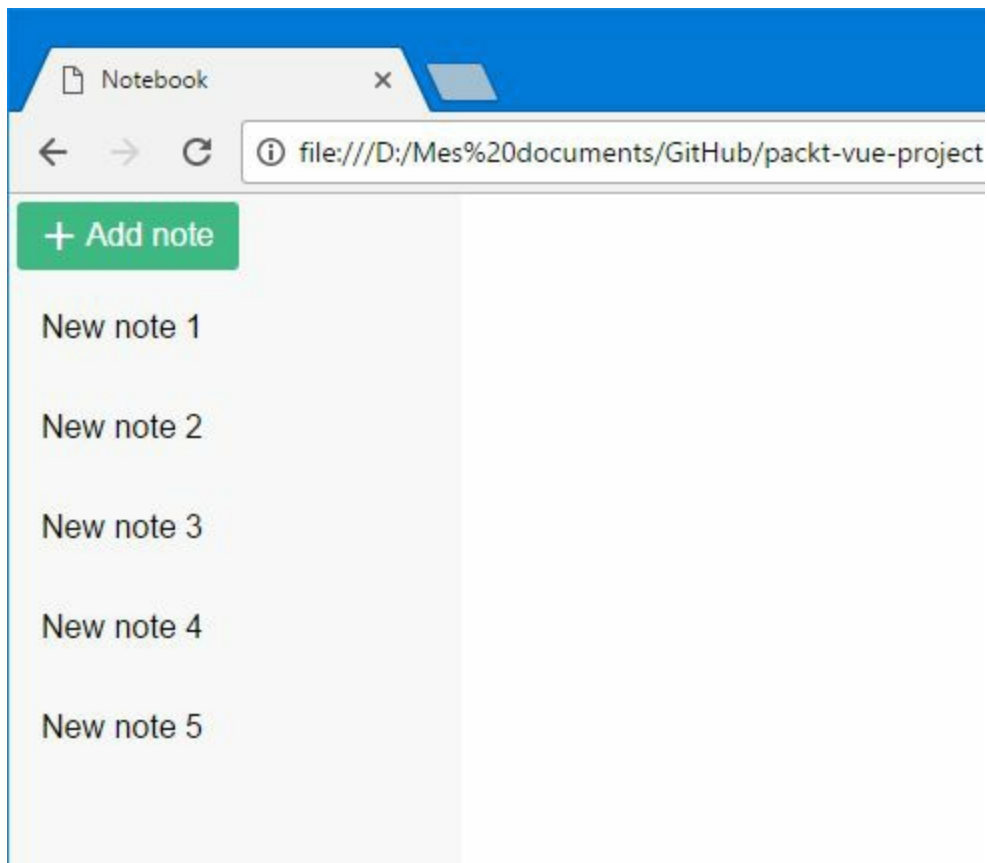 Notebook
file:///D:/Mes%20documents/GitHub/packt-vue-project
+ Add note
New note 1
New note 2
New note 3
New note 4
New note 5